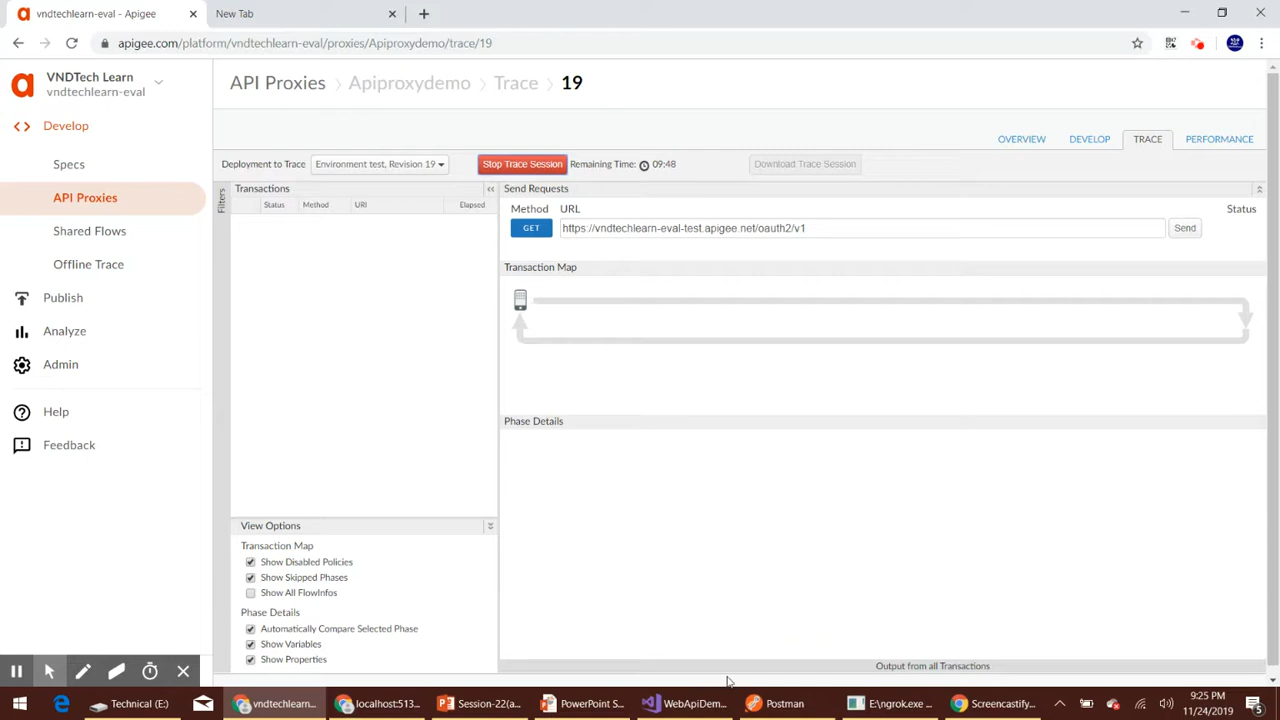 vndtechlearn-eval - Apigee
New Tab
apigee.com/platform/vndtechlearn-eval/proxies/Apiproxydemo/trace/19
VNDTech Learn
vndtechlearn-eval
Develop
Specs
API Proxies
Shared Flows
Offline Trace
Publish
Analyze
Admin
Help
Feedback
API Proxies Apiproxydemo Trace 19
OVERVIEW DEVELOP TRACE PERFORMANCE
Deployment to Trace Environment test, Revision 19 Stop Trace Session Remaining Time: 09:48 Download Trace Session
Filters
Transactions
Status Method URI Elapsed
Send Requests
Method URL Status
GET https://vndtechlearn-eval-test.apigee.net/oauth2/v1 Send
Transaction Map
Phase Details
View Options
Transaction Map
Show Disabled Policies
Show Skipped Phases
Show All FlowInfos
Phase Details
Automatically Compare Selected Phase
Show Variables
Show Properties
Output from all Transactions
Technical (E:)
vndtechlearn...
localhost:513...
Session-22(a...
PowerPoint S...
WebApiDem...
Postman
E:\ngrok.exe ...
Screencastify...
9:25 PM
11/24/2019
5